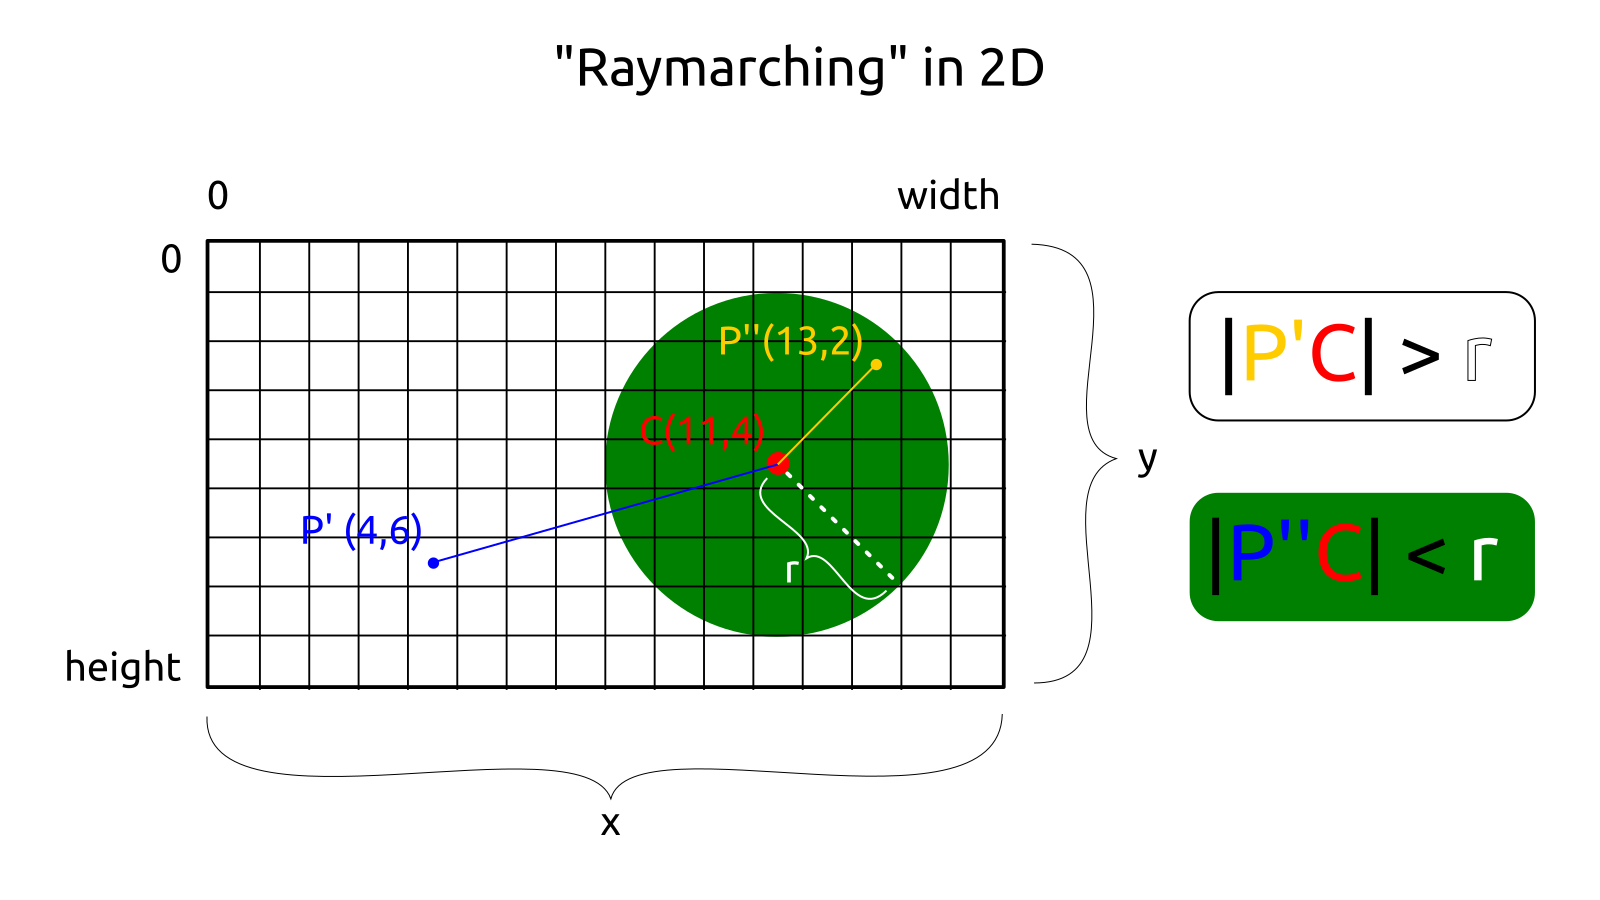 "Raymarching" in 2D
0
width
0
P''(13,2)
|P'C| > r
C(11,4)
y
P' (4,6)
|P''C| < r
r
height
x